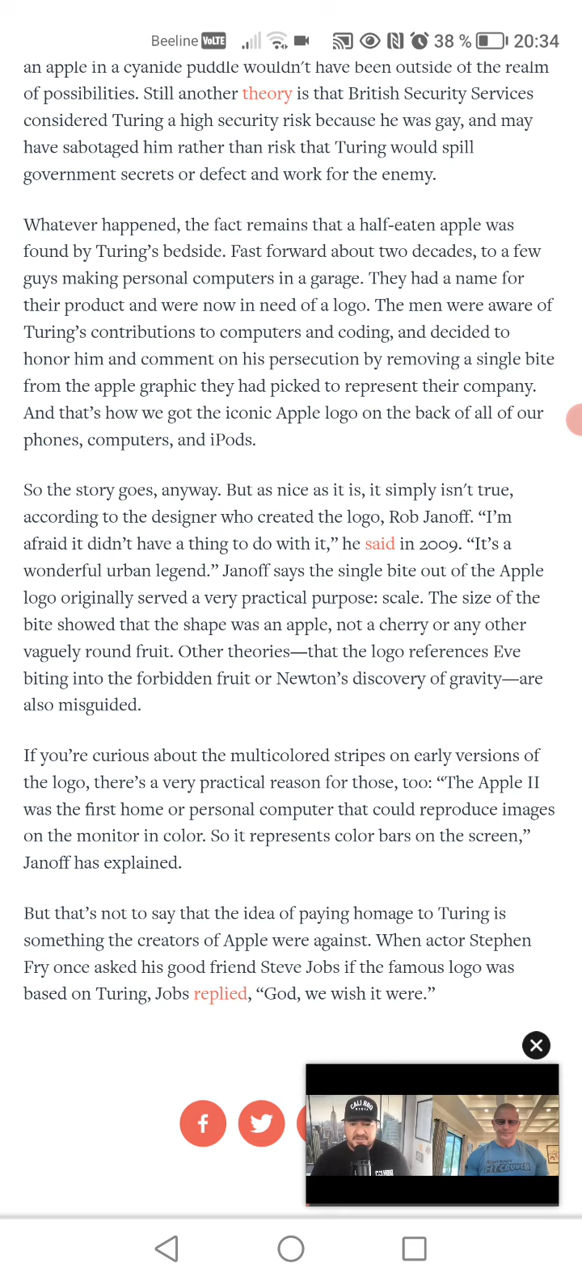 Beeline VoLTE 38 % 20:34
an apple in a cyanide puddle wouldn't have been outside of the realm
of possibilities. Still another theory is that British Security Services
considered Turing a high security risk because he was gay, and may
have sabotaged him rather than risk that Turing would spill
government secrets or defect and work for the enemy.
Whatever happened, the fact remains that a half-eaten apple was
found by Turing’s bedside. Fast forward about two decades, to a few
guys making personal computers in a garage. They had a name for
their product and were now in need of a logo. The men were aware of
Turing’s contributions to computers and coding, and decided to
honor him and comment on his persecution by removing a single bite
from the apple graphic they had picked to represent their company.
And that’s how we got the iconic Apple logo on the back of all of our
phones, computers, and iPods.
So the story goes, anyway. But as nice as it is, it simply isn't true,
according to the designer who created the logo, Rob Janoff. “I’m
afraid it didn’t have a thing to do with it,” he said in 2009. “It’s a
wonderful urban legend.” Janoff says the single bite out of the Apple
logo originally served a very practical purpose: scale. The size of the
bite showed that the shape was an apple, not a cherry or any other
vaguely round fruit. Other theories—that the logo references Eve
biting into the forbidden fruit or Newton’s discovery of gravity—are
also misguided.
If you’re curious about the multicolored stripes on early versions of
the logo, there’s a very practical reason for those, too: “The Apple II
was the first home or personal computer that could reproduce images
on the monitor in color. So it represents color bars on the screen,”
Janoff has explained.
But that’s not to say that the idea of paying homage to Turing is
something the creators of Apple were against. When actor Stephen
Fry once asked his good friend Steve Jobs if the famous logo was
based on Turing, Jobs replied, “God, we wish it were.”
CALI BBQ
FITCRUNCH